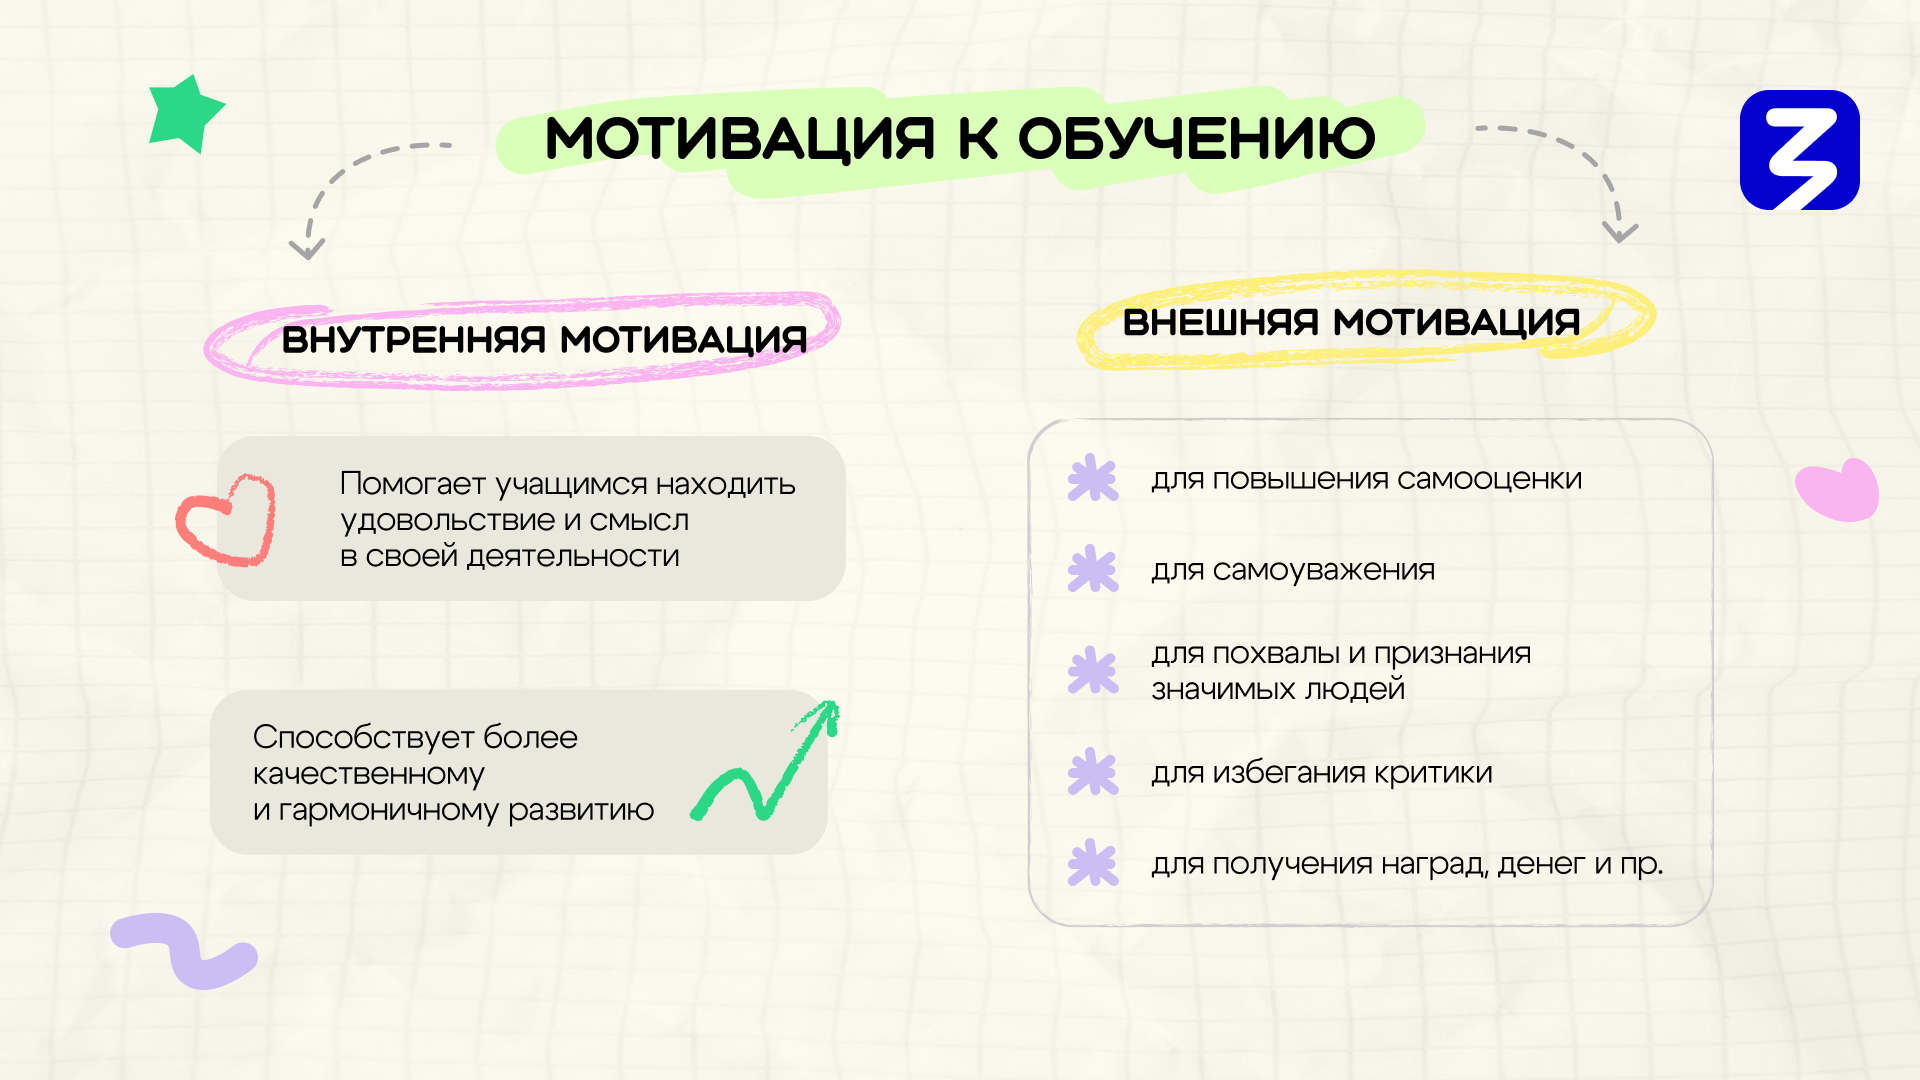 МОТИВАЦИЯ К ОБУЧЕНИЮ
ВНУТРЕННЯЯ МОТИВАЦИЯ
Помогает учащимся находить
удовольствие и смысл
в своей деятельности
Способствует более
качественному
и гармоничному развитию
ВНЕШНЯЯ МОТИВАЦИЯ
для повышения самооценки
для самоуважения
для похвалы и признания
значимых людей
для избегания критики
для получения наград, денег и пр.